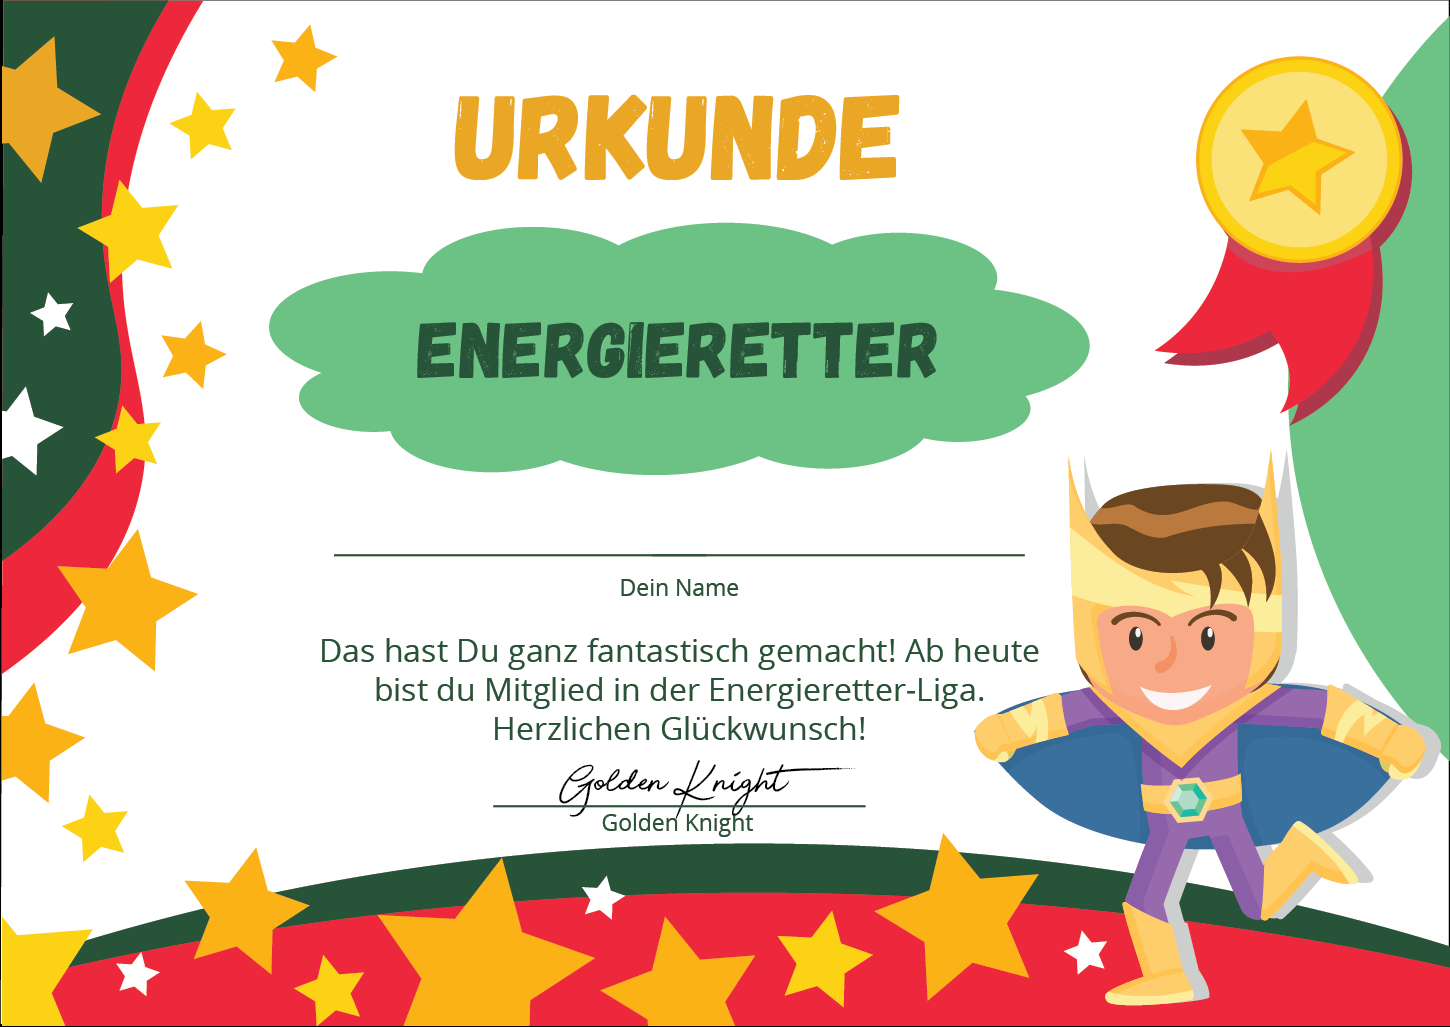 URKUNDE
ENERGIERETTER
Dein Name
Das hast Du ganz fantastisch gemacht! Ab heute
bist du Mitglied in der Energieretter-Liga.
Herzlichen Glückwunsch!
Golden Knight
Golden Knight